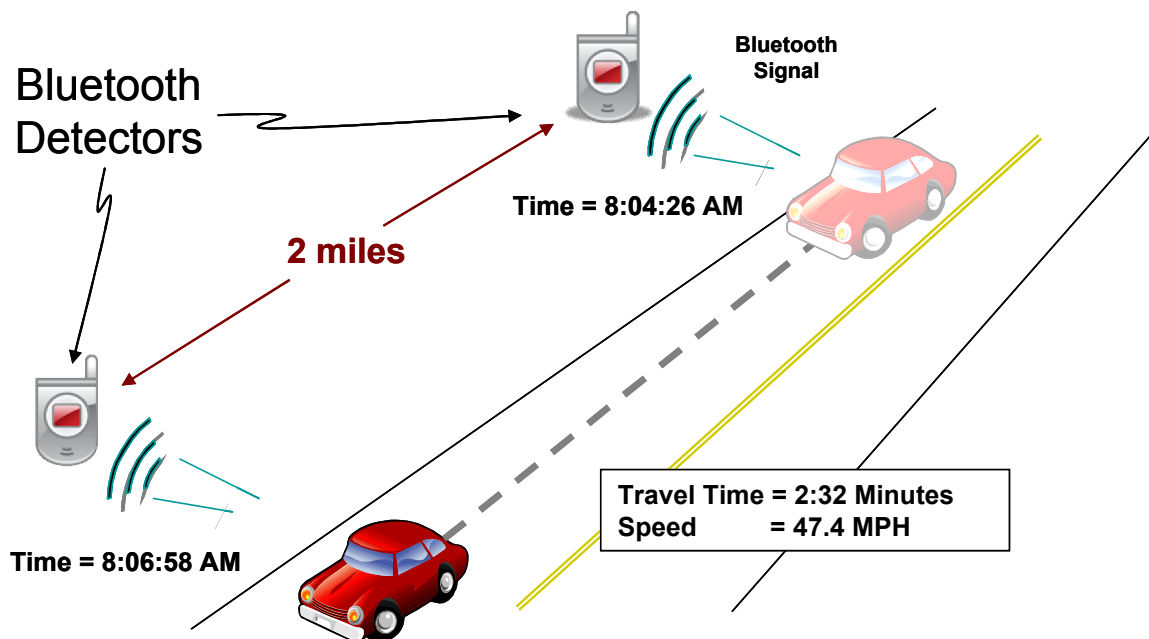 Bluetooth
Detectors
Bluetooth
Signal
Time = 8:04:26 AM
2 miles
Travel Time = 2:32 Minutes
Speed = 47.4 MPH
Time = 8:06:58 AM